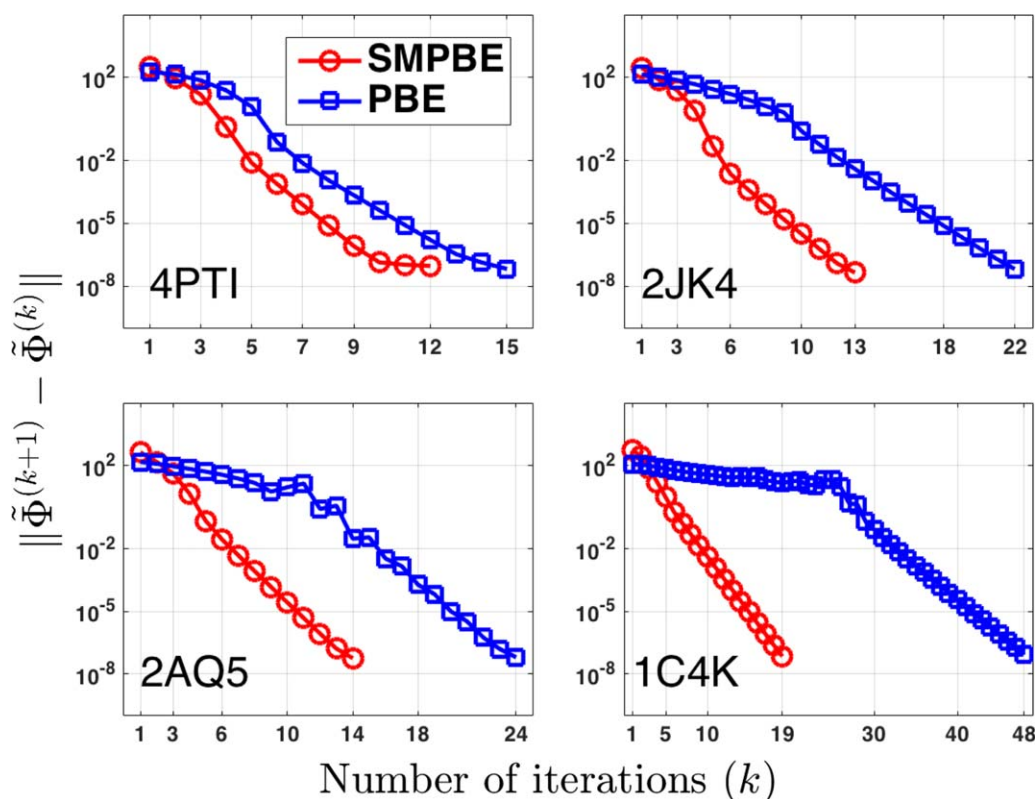 SMPBE
PBE
10^2
10^-2
10^-5
10^-8
4PTI
1 3 5 7 9 12 15
10^2
10^-2
10^-5
10^-8
2JK4
1 3 6 10 13 18 22
10^2
10^-2
10^-5
10^-8
2AQ5
1 3 6 10 14 18 24
10^2
10^-2
10^-5
10^-8
1C4K
1 5 10 19 30 40 48
‖Φ̃^(k+1) − Φ̃^(k)‖
Number of iterations (k)